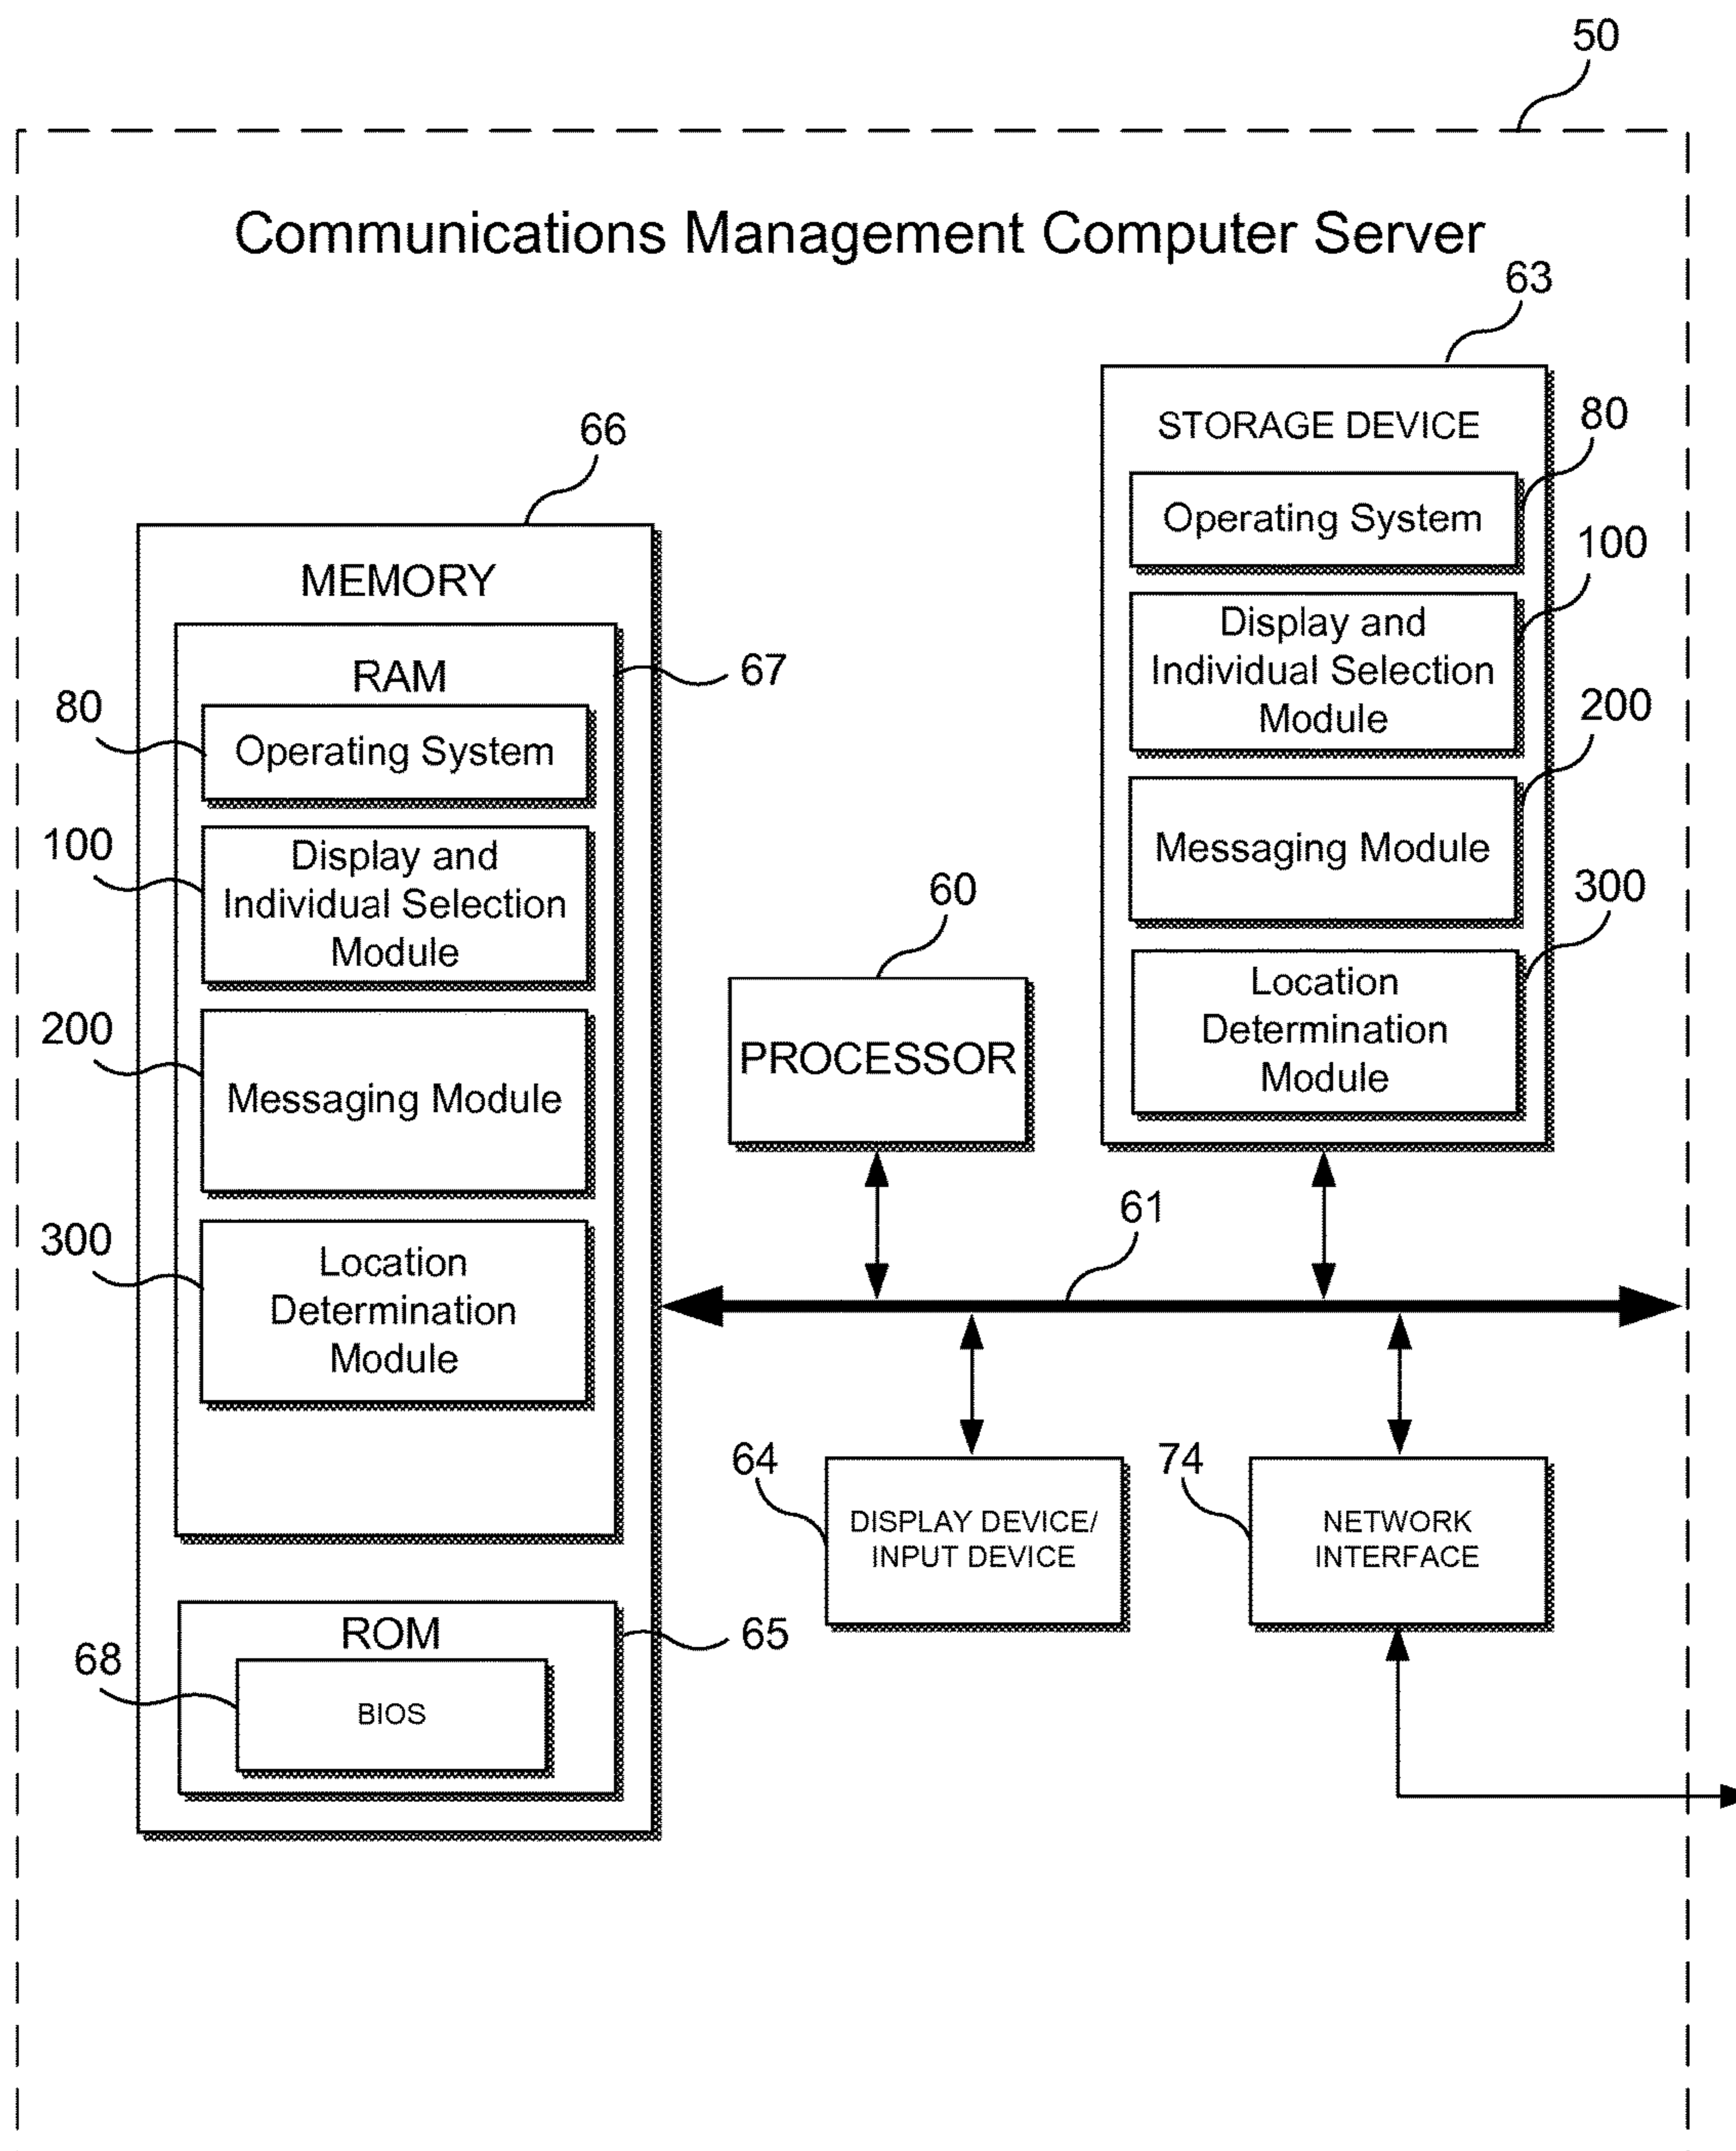 50
Communications Management Computer Server
63
STORAGE DEVICE
80
Operating System
100
Display and
Individual Selection
Module
200
Messaging Module
300
Location
Determination
Module
66
MEMORY
67
RAM
80
Operating System
100
Display and
Individual Selection
Module
200
Messaging Module
300
Location
Determination
Module
60
PROCESSOR
61
64
DISPLAY DEVICE/
INPUT DEVICE
74
NETWORK
INTERFACE
ROM
65
68
BIOS